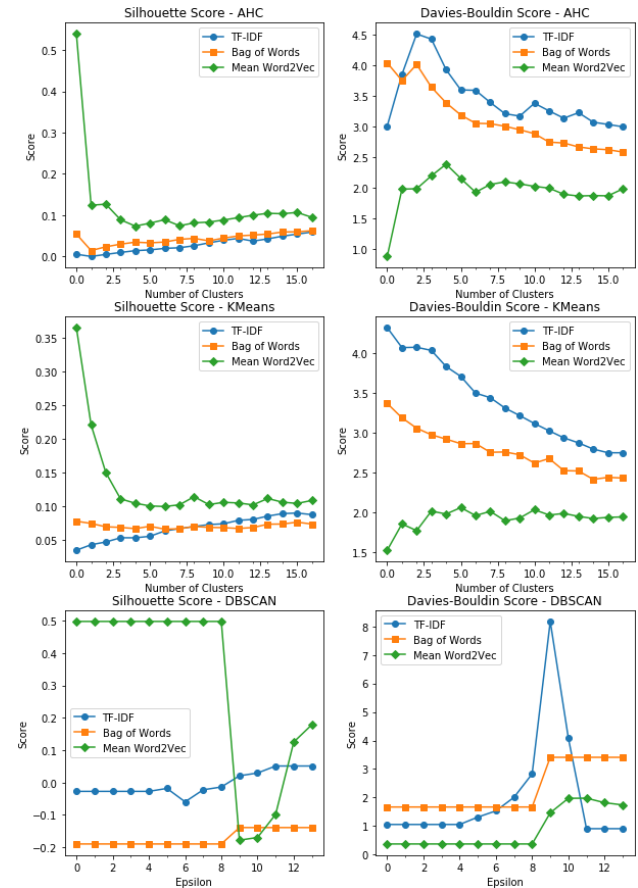 Silhouette Score - AHC
TF-IDF
Bag of Words
Mean Word2Vec
0.5
0.4
0.3
0.2
0.1
0.0
Score
0.0 2.5 5.0 7.5 10.0 12.5 15.0
Number of Clusters
Davies-Bouldin Score - AHC
TF-IDF
Bag of Words
Mean Word2Vec
4.5
4.0
3.5
3.0
2.5
2.0
1.5
1.0
Score
0.0 2.5 5.0 7.5 10.0 12.5 15.0
Number of Clusters
Silhouette Score - KMeans
TF-IDF
Bag of Words
Mean Word2Vec
0.35
0.30
0.25
0.20
0.15
0.10
0.05
Score
0.0 2.5 5.0 7.5 10.0 12.5 15.0
Number of Clusters
Davies-Bouldin Score - KMeans
TF-IDF
Bag of Words
Mean Word2Vec
4.0
3.5
3.0
2.5
2.0
1.5
Score
0.0 2.5 5.0 7.5 10.0 12.5 15.0
Number of Clusters
Silhouette Score - DBSCAN
0.5
0.4
0.3
0.2
0.1
0.0
−0.1
−0.2
Score
TF-IDF
Bag of Words
Mean Word2Vec
0 2 4 6 8 10 12
Epsilon
Davies-Bouldin Score - DBSCAN
TF-IDF
Bag of Words
Mean Word2Vec
8
7
6
5
4
3
2
1
0
Score
0 2 4 6 8 10 12
Epsilon